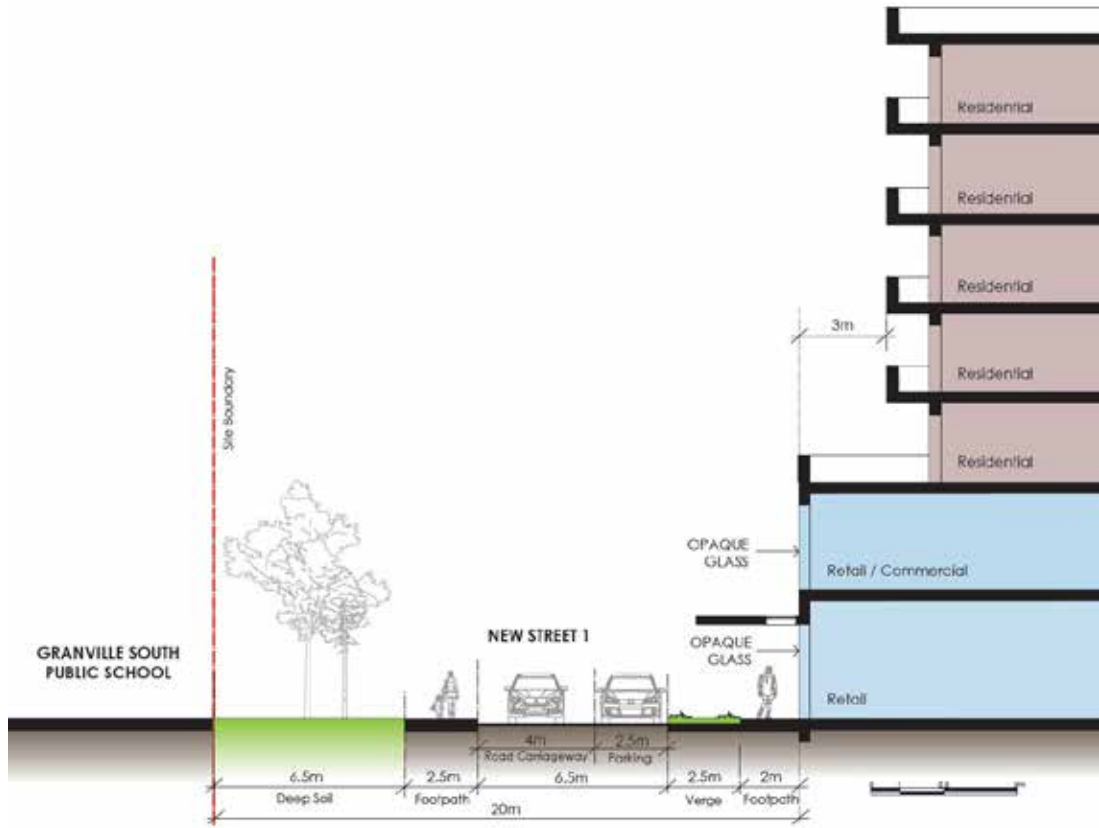 Residential
Residential
Residential
3m
Residential
Site Boundary
Residential
OPAQUE
GLASS
Retail / Commercial
NEW STREET 1
GRANVILLE SOUTH
PUBLIC SCHOOL
OPAQUE
GLASS
Retail
4m
2.5m
Road Carriageway
Parking
6.5m
2.5m
6.5m
2.5m
2m
Deep Soil
Footpath
Verge
Footpath
20m